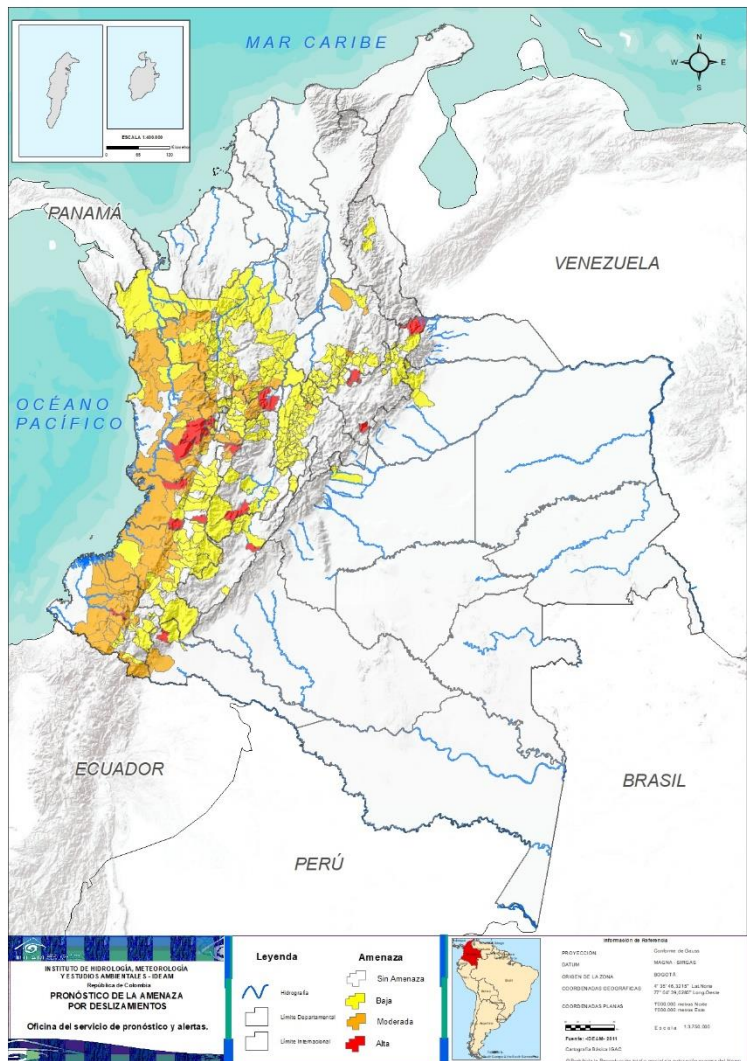 MAR CARIBE
N
W
E
S
ESCALA 1:400.000
PANAMÁ
VENEZUELA
OCÉANO
PACÍFICO
ECUADOR
BRASIL
PERÚ
INSTITUTO DE HIDROLOGÍA, METEOROLOGÍA
Y ESTUDIOS AMBIENTALES - IDEAM
República de Colombia
PRONÓSTICO DE LA AMENAZA
POR DESLIZAMIENTOS
Oficina del servicio de pronóstico y alertas.
Leyenda
Hidrografía
Límite Departamental
Límite Internacional
Amenaza
Sin Amenaza
Baja
Moderada
Alta
Información de Referencia
PROYECCIÓN
Conforme de Gauss
DATUM
MAGNA - SIRGAS
ORIGEN DE LA ZONA
BOGOTÁ
COORDENADAS GEOGRÁFICAS
COORDENADAS PLANAS
Escala
Fuente: -IDEAM- 2011
Cartografía Básica IGAC